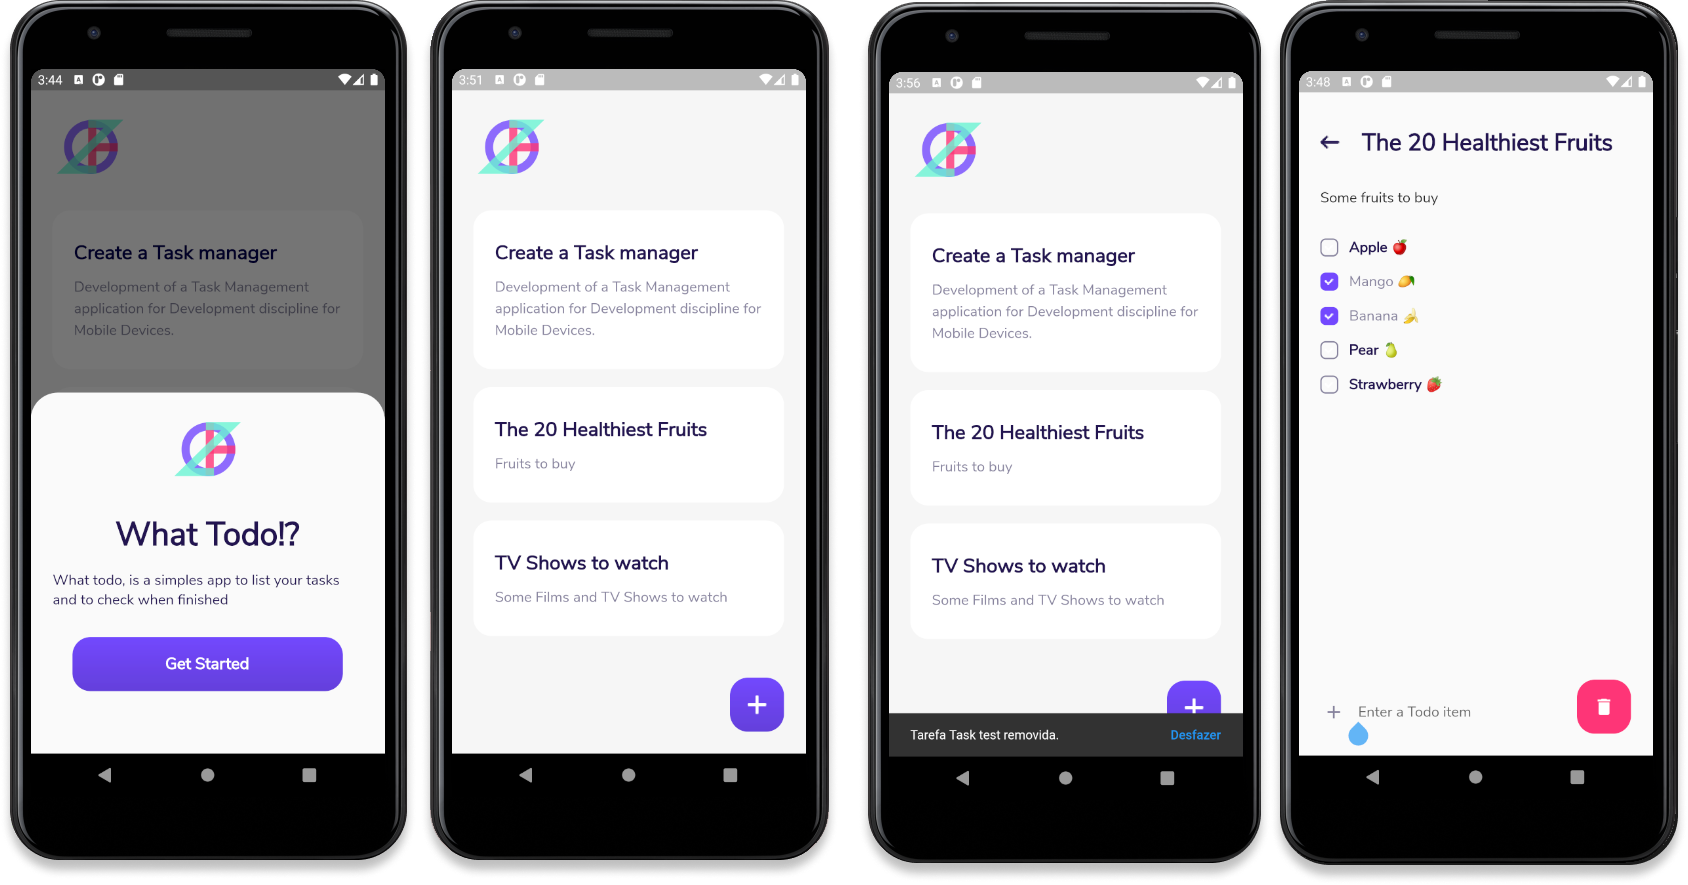 3:44
Create a Task manager
Development of a Task Management
application for Development discipline for
Mobile Devices.
What Todo!?
What todo, is a simples app to list your tasks
and to check when finished
Get Started
3:51
Create a Task manager
Development of a Task Management
application for Development discipline for
Mobile Devices.
The 20 Healthiest Fruits
Fruits to buy
TV Shows to watch
Some Films and TV Shows to watch
3:56
Create a Task manager
Development of a Task Management
application for Development discipline for
Mobile Devices.
The 20 Healthiest Fruits
Fruits to buy
TV Shows to watch
Some Films and TV Shows to watch
Tarefa Task test removida. Desfazer
3:48
The 20 Healthiest Fruits
Some fruits to buy
Apple 🍎
Mango 🥭
Banana 🍌
Pear 🍐
Strawberry 🍓
Enter a Todo item